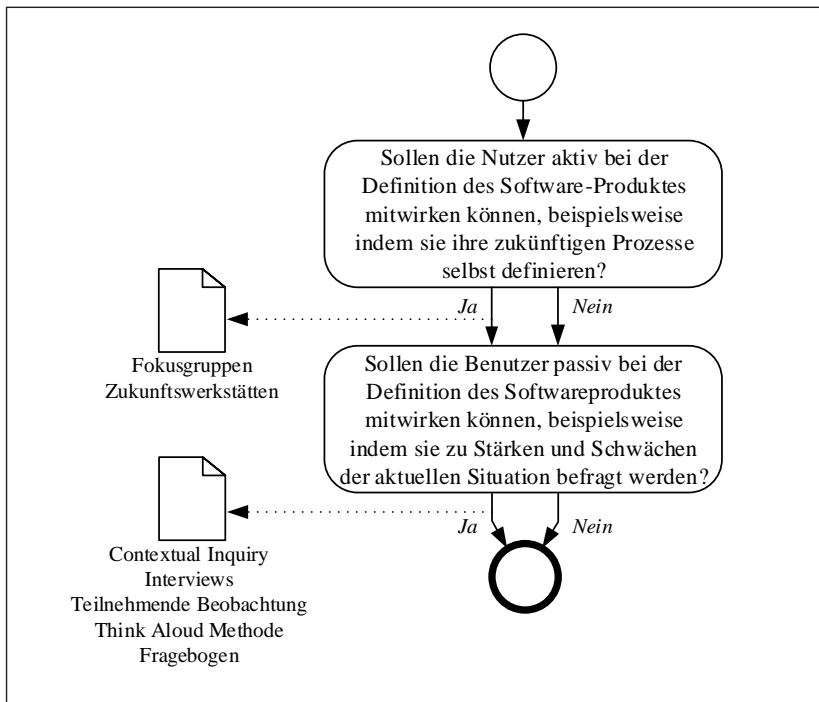 Sollen die Nutzer aktiv bei der
Definition des Software-Produktes
mitwirken können, beispielsweise
indem sie ihre zukünftigen Prozesse
selbst definieren?
Ja
Nein
Fokusgruppen
Zukunftswerkstätten
Sollen die Benutzer passiv bei der
Definition des Softwareproduktes
mitwirken können, beispielsweise
indem sie zu Stärken und Schwächen
der aktuellen Situation befragt werden?
Ja
Nein
Contextual Inquiry
Interviews
Teilnehmende Beobachtung
Think Aloud Methode
Fragebogen